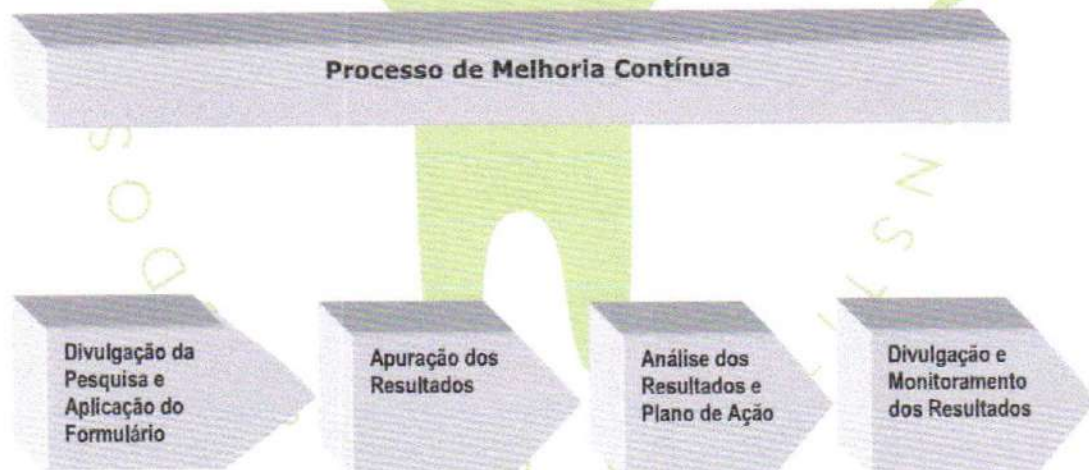 Processo de Melhoria Contínua
Divulgação da
Pesquisa e
Aplicação do
Formulário
Apuração dos
Resultados
Análise dos
Resultados e
Plano de Ação
Divulgação e
Monitoramento
dos Resultados